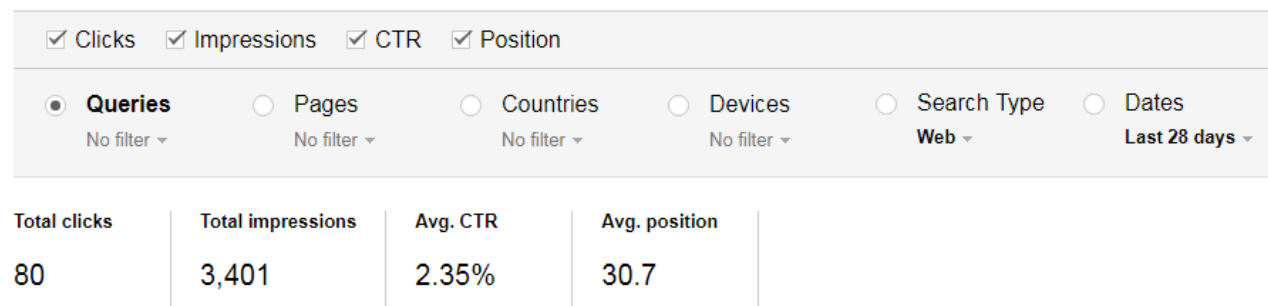 Clicks Impressions CTR Position
Queries Pages Countries Devices Search Type Dates
No filter No filter No filter No filter Web Last 28 days
Total clicks Total impressions Avg. CTR Avg. position
80 3,401 2.35% 30.7